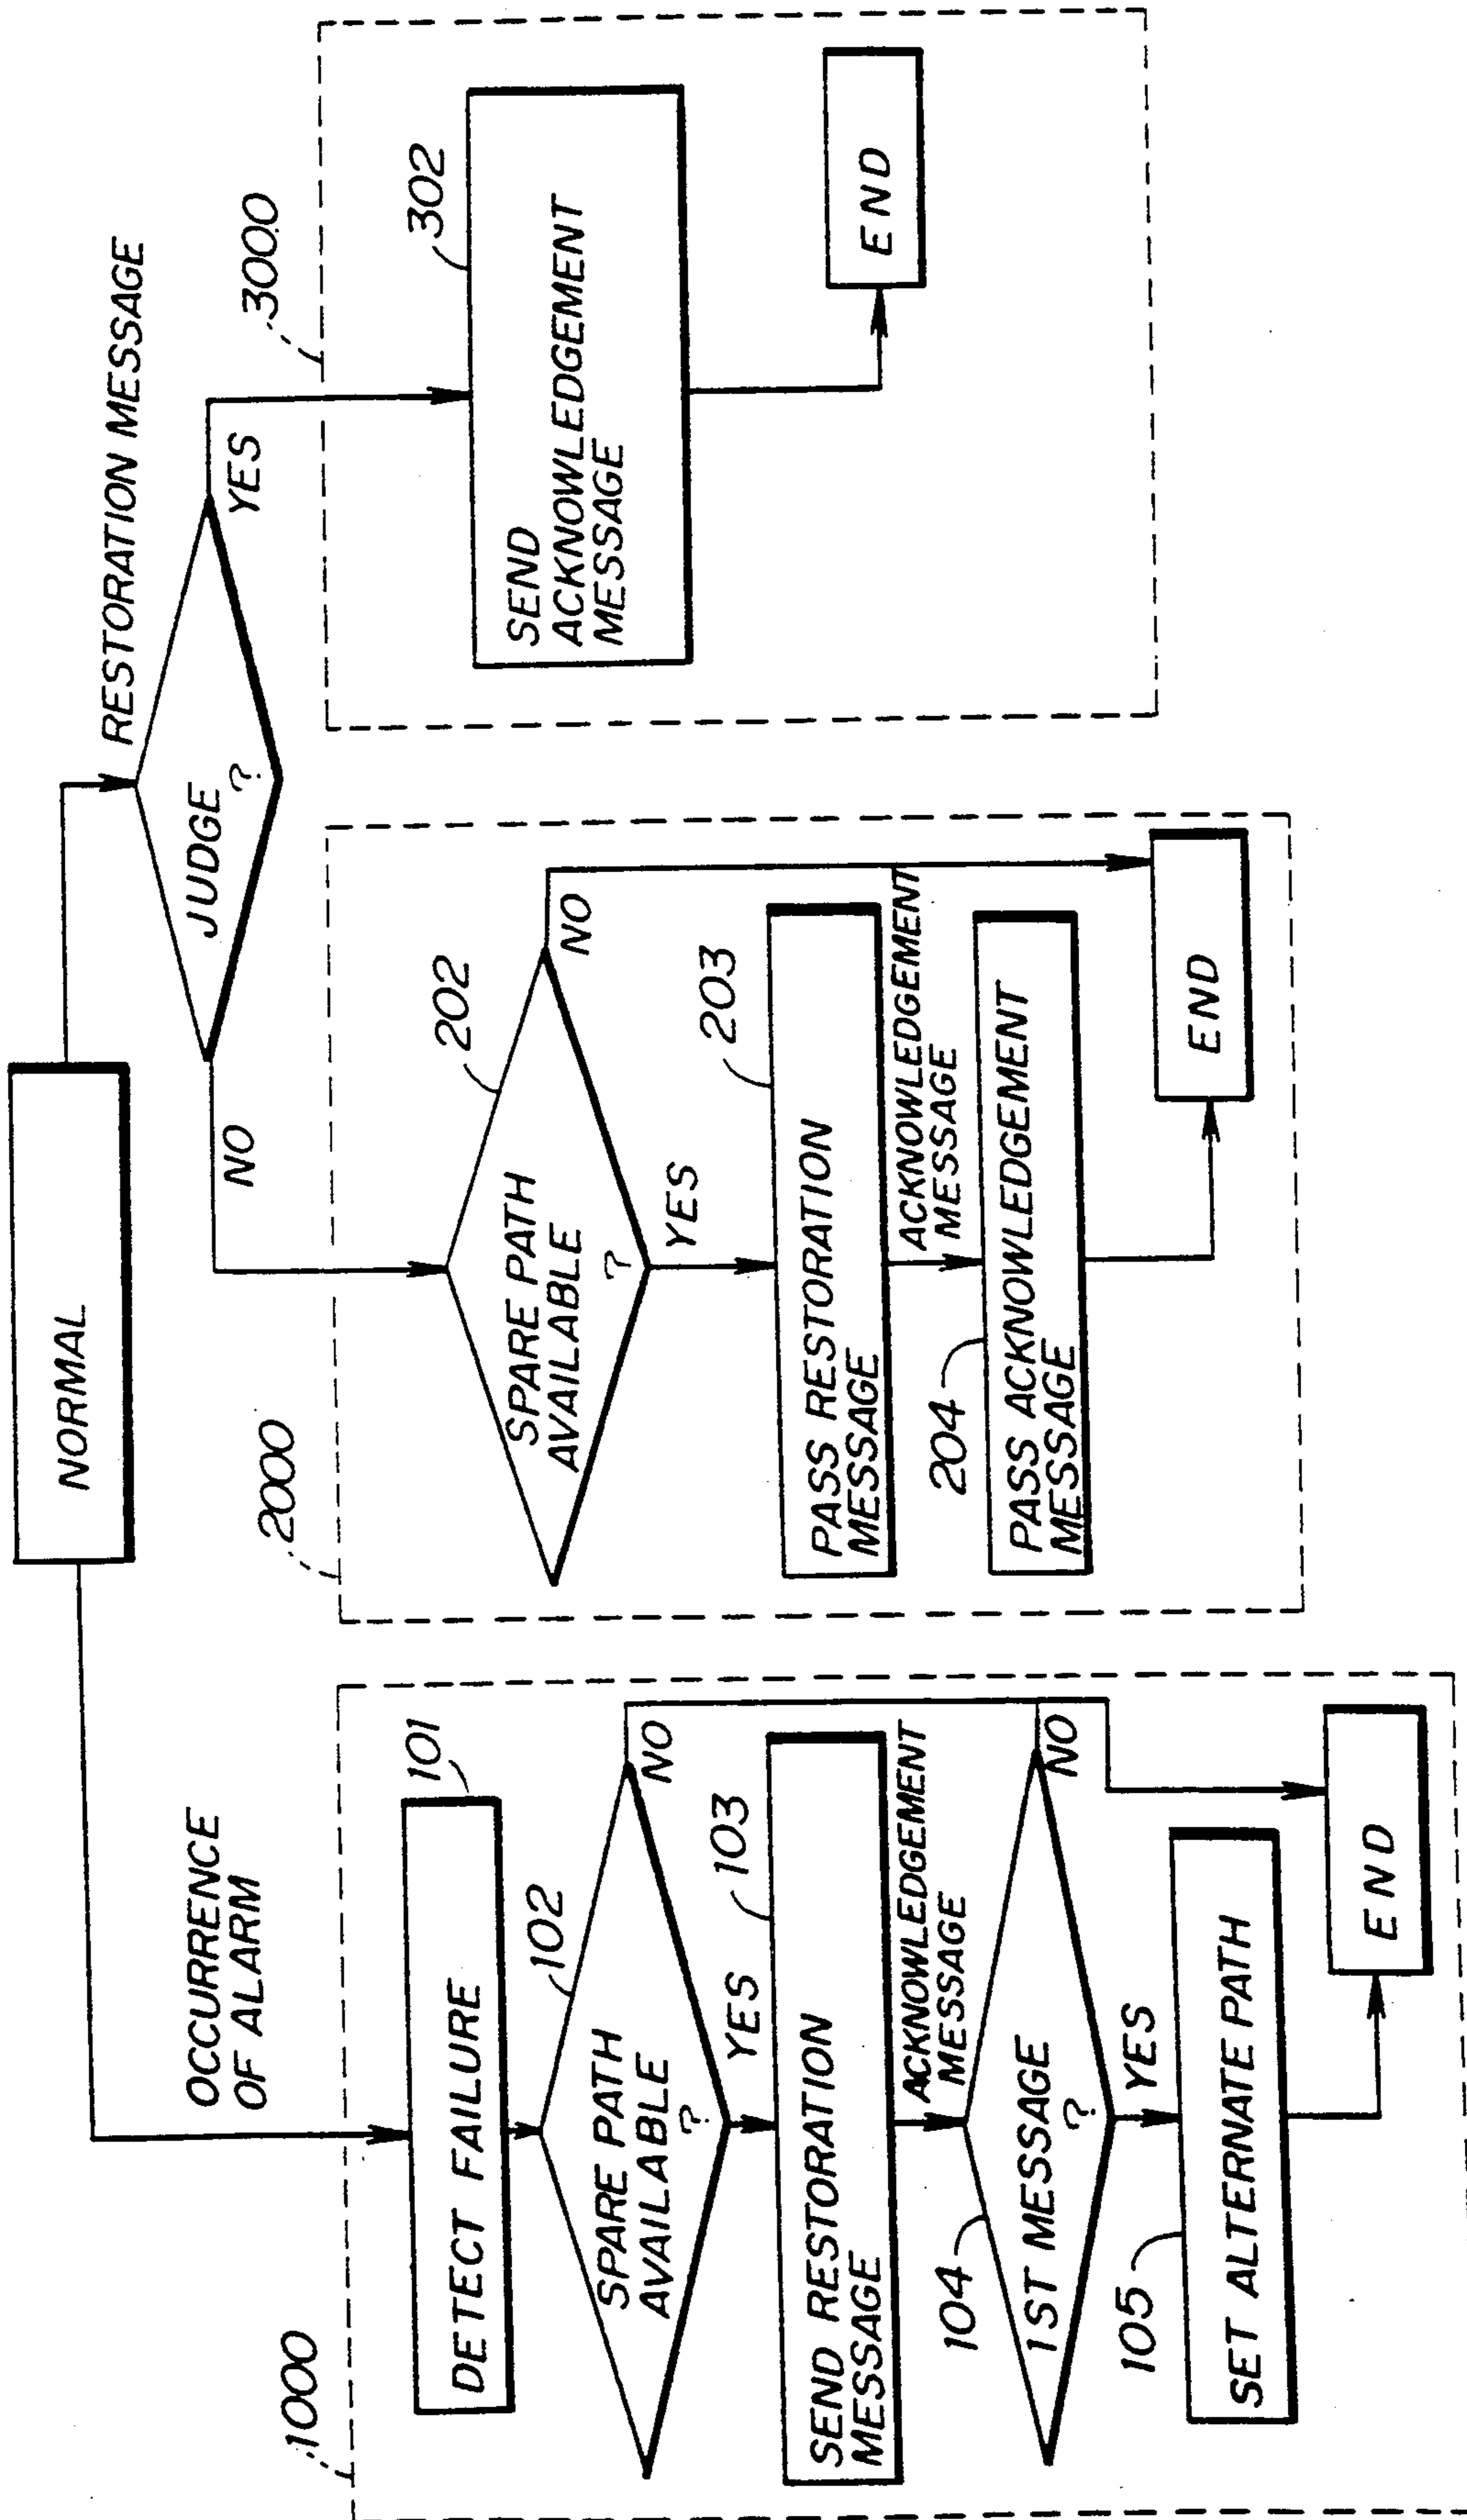 NORMAL
OCCURRENCE
OF ALARM
1000
DETECT FAILURE
101
SPARE PATH
AVAILABLE
?
102
NO
YES
SEND RESTORATION
MESSAGE
103
ACKNOWLEDGEMENT
MESSAGE
1ST MESSAGE
?
104
NO
YES
SET ALTERNATE PATH
105
END
RESTORATION MESSAGE
JUDGE
?
NO
YES
2000
SPARE PATH
AVAILABLE
?
202
NO
YES
PASS RESTORATION
MESSAGE
203
ACKNOWLEDGEMENT
MESSAGE
204
PASS ACKNOWLEDGEMENT
MESSAGE
END
3000
SEND
ACKNOWLEDGEMENT
MESSAGE
302
END